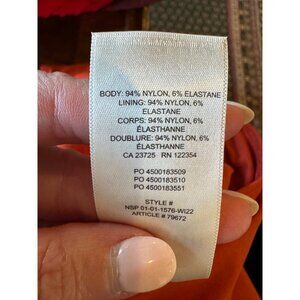 BODY: 94% NYLON, 6% ELASTANE
LINING: 94% NYLON, 6%
ELASTANE
CORPS: 94% NYLON, 6%
ÉLASTHANNE
DOUBLURE: 94% NYLON, 6%
ÉLASTHANNE
CA 23725 RN 122354
PO 4500183509
PO 4500183510
PO 4500183551
STYLE #
NSP 01-01-1576-WI22
ARTICLE # 79672